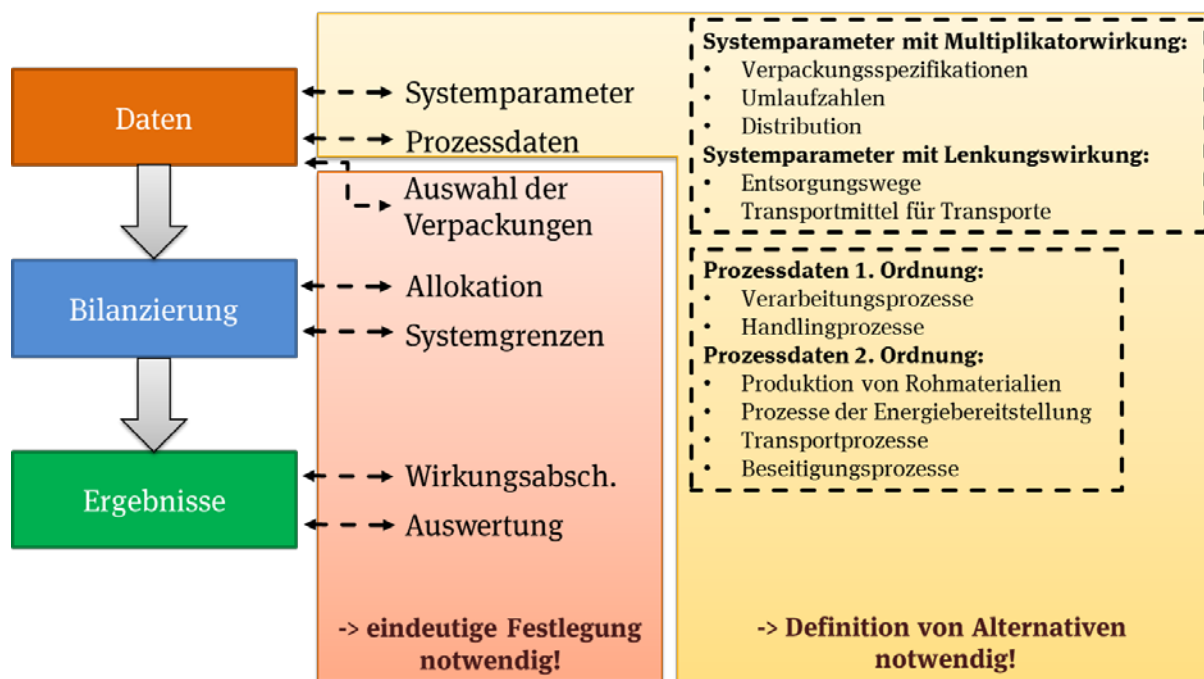 Daten
Bilanzierung
Ergebnisse
Systemparameter
Prozessdaten
Auswahl der
Verpackungen
Allokation
Systemgrenzen
Wirkungsabsch.
Auswertung
-> eindeutige Festlegung
notwendig!
Systemparameter mit Multiplikatorwirkung:
• Verpackungsspezifikationen
• Umlaufzahlen
• Distribution
Systemparameter mit Lenkungswirkung:
• Entsorgungswege
• Transportmittel für Transporte
Prozessdaten 1. Ordnung:
• Verarbeitungsprozesse
• Handlingprozesse
Prozessdaten 2. Ordnung:
• Produktion von Rohmaterialien
• Prozesse der Energiebereitstellung
• Transportprozesse
• Beseitigungsprozesse
-> Definition von Alternativen
notwendig!